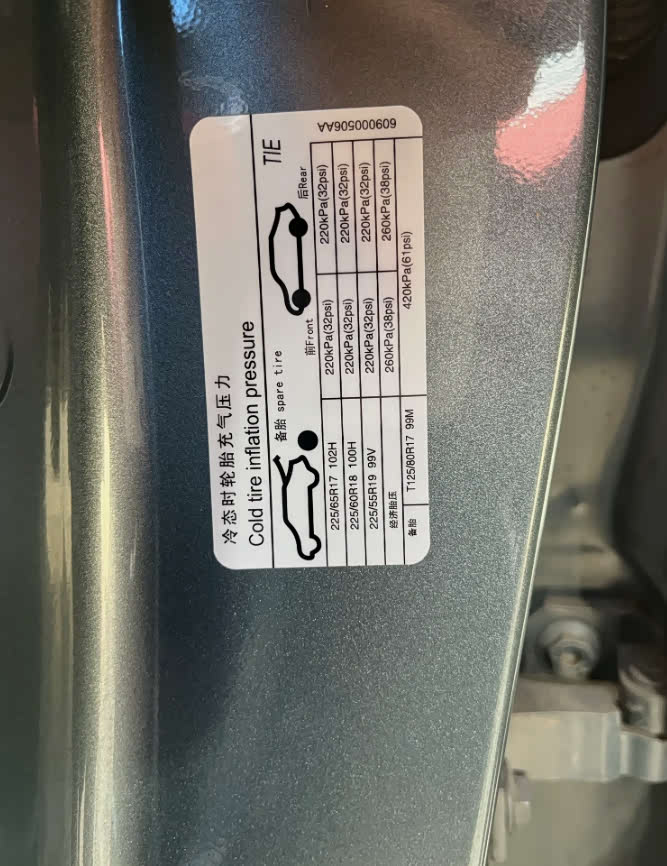 冷态时轮胎充气压力
Cold tire inflation pressure TIE
备胎 spare tire 前Front 后Rear
225/65R17 102H 220kPa(32psi) 220kPa(32psi)
225/60R18 100H 220kPa(32psi) 220kPa(32psi)
225/55R19 99V 220kPa(32psi) 220kPa(32psi)
经济胎压 260kPa(38psi) 260kPa(38psi)
备胎 T125/80R17 99M 420kPa(61psi)
609000506AA